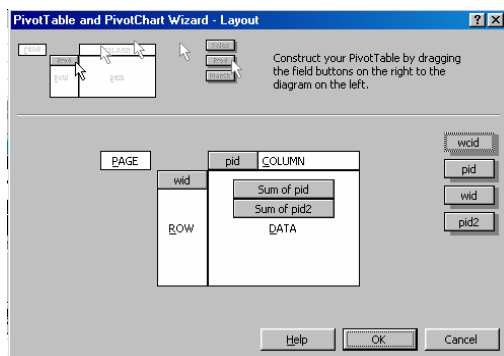 PivotTable and PivotChart Wizard - Layout
Construct your PivotTable by dragging
the field buttons on the right to the
diagram on the left.
PAGE
pid
COLUMN
wid
Sum of pid
Sum of pid2
ROW
DATA
wcid
pid
wid
pid2
Help
OK
Cancel